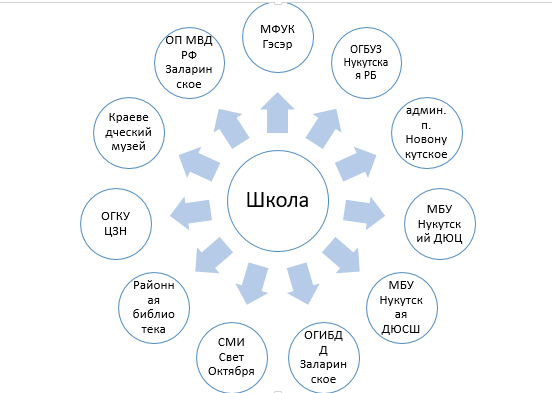 МФУК
Гэсэр
ОГБУЗ
Нукутска
я РБ
админ.
п.
Новону
кутское
МБУ
Нукутск
ий ДЮЦ
МБУ
Нукутск
ая
ДЮСШ
ОГИБД
Д
Заларин
ское
СМИ
Свет
Октября
Районн
ая
библио
тека
ОГКУ
ЦЗН
Краеве
дческий
музей
ОП МВД
РФ
Заларин
ское
Школа